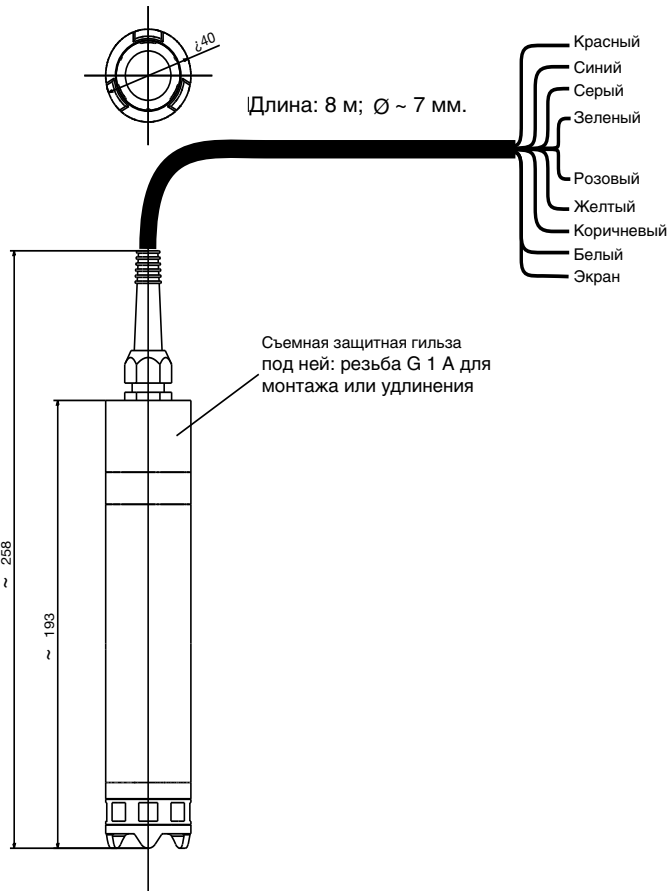 ¿40
Длина: 8 м; Ø ~ 7 мм.
Красный
Синий
Серый
Зеленый
Розовый
Желтый
Коричневый
Белый
Экран
Съемная защитная гильза
под ней: резьба G 1 A для
монтажа или удлинения
~ 258
~ 193